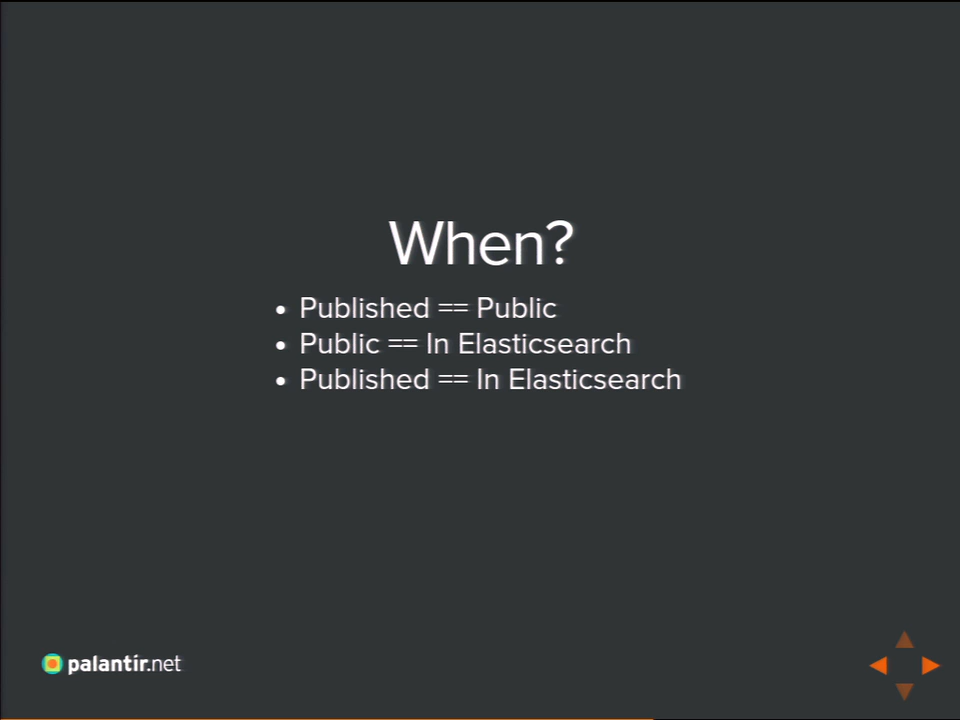 When?
Published == Public
Public == In Elasticsearch
Published == In Elasticsearch
palantir.net